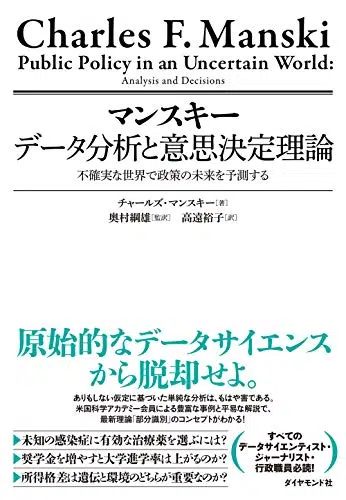 Charles F. Manski
Public Policy in an Uncertain World:
Analysis and Decisions
マンスキー
データ分析と意思決定理論
不確実な世界で政策の未来を予測する
チャールズ・マンスキー[著]
奥村綱雄[監訳] 高遠裕子[訳]
原始的なデータサイエンス
から脱却せよ。
ありもしない仮定に基づいた単純な分析は、もはや害である。
米国科学アカデミー会員による豊富な事例と平易な解説で、
最新理論「部分識別」のコンセプトがわかる!
▶未知の感染症に有効な治療薬を選ぶには?
▶奨学金を増やすと大学進学率は上がるのか?
▶所得格差は遺伝と環境のどちらが重要なのか?
すべての
データサイエンティスト・
ジャーナリスト・
行政職員必読!
ダイヤモンド社